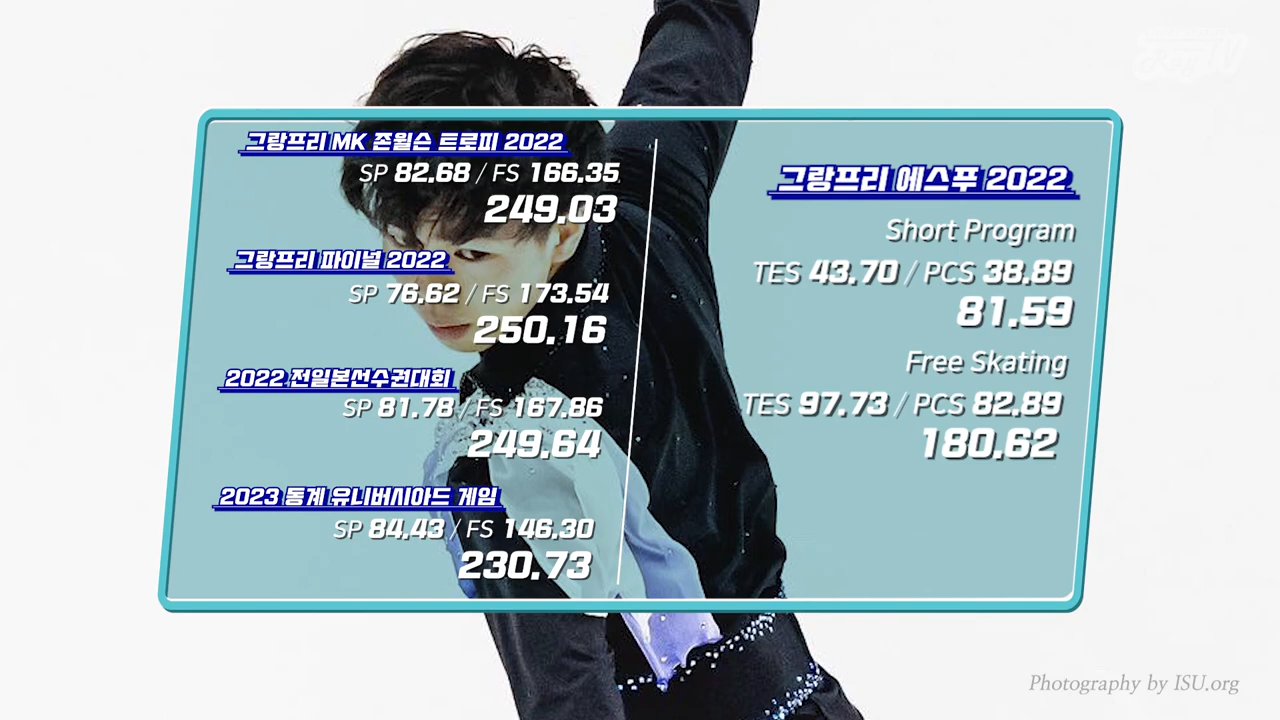 그랑프리 MK 존윌슨 트로피 2022
SP 82.68 / FS 166.35
249.03
그랑프리 파이널 2022
SP 76.62 / FS 173.54
250.16
2022 전일본선수권대회
SP 81.78 / FS 167.86
249.64
2023 동계 유니버시아드 게임
SP 84.43 / FS 146.30
230.73
그랑프리 에스푸 2022
Short Program
TES 43.70 / PCS 38.89
81.59
Free Skating
TES 97.73 / PCS 82.89
180.62
Photography by ISU.org